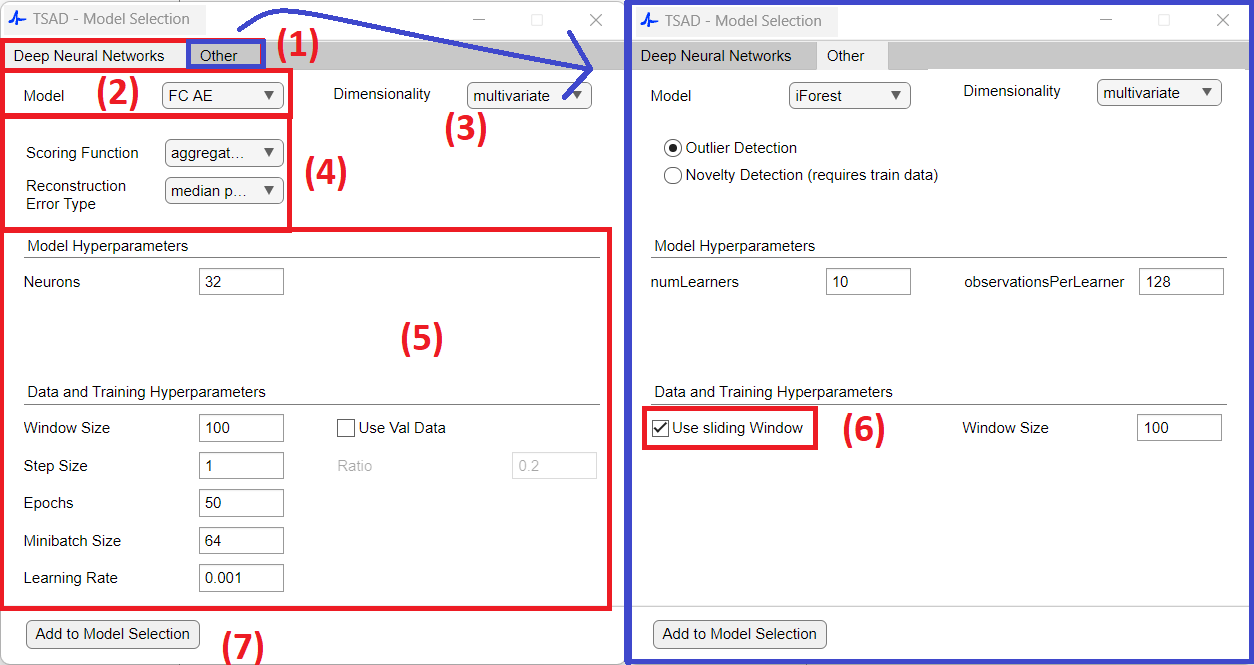 TSAD - Model Selection
Deep Neural Networks Other (1)
Model (2) FC AE Dimensionality multivariate
(3)
Scoring Function aggregat...
(4)
Reconstruction
Error Type median p...
Model Hyperparameters
Neurons 32
(5)
Data and Training Hyperparameters
Window Size 100 Use Val Data
Step Size 1 Ratio 0.2
Epochs 50
Minibatch Size 64
Learning Rate 0.001
Add to Model Selection (7)
TSAD - Model Selection
Deep Neural Networks Other
Model iForest Dimensionality multivariate
Outlier Detection
Novelty Detection (requires train data)
Model Hyperparameters
numLearners 10 observationsPerLearner 128
Data and Training Hyperparameters
Use sliding Window (6) Window Size 100
Add to Model Selection